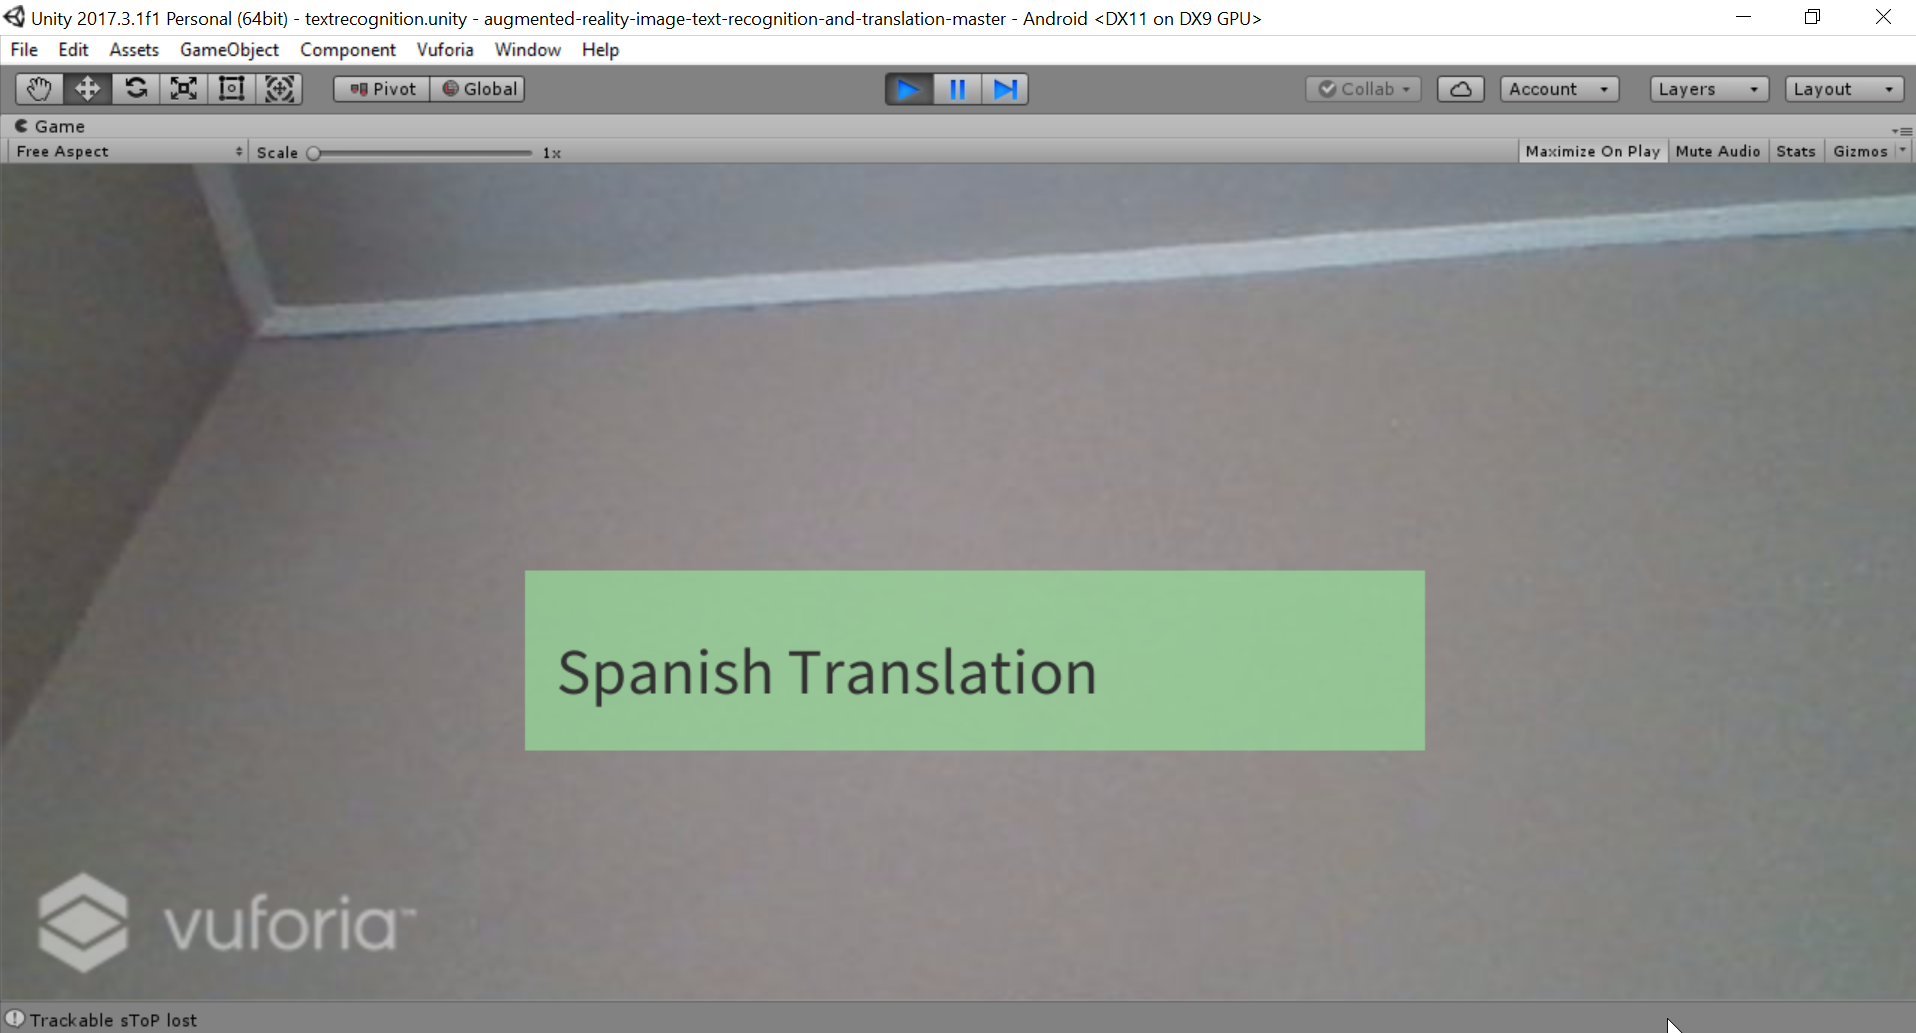 Unity 2017.3.1f1 Personal (64bit) - textrecognition.unity - augmented-reality-image-text-recognition-and-translation-master - Android <DX11 on DX9 GPU>
File Edit Assets GameObject Component Vuforia Window Help
Pivot Global Collab Account Layers Layout
Game
Free Aspect Scale 1x Maximize On Play Mute Audio Stats Gizmos
Spanish Translation
vuforia™
Trackable sToP lost